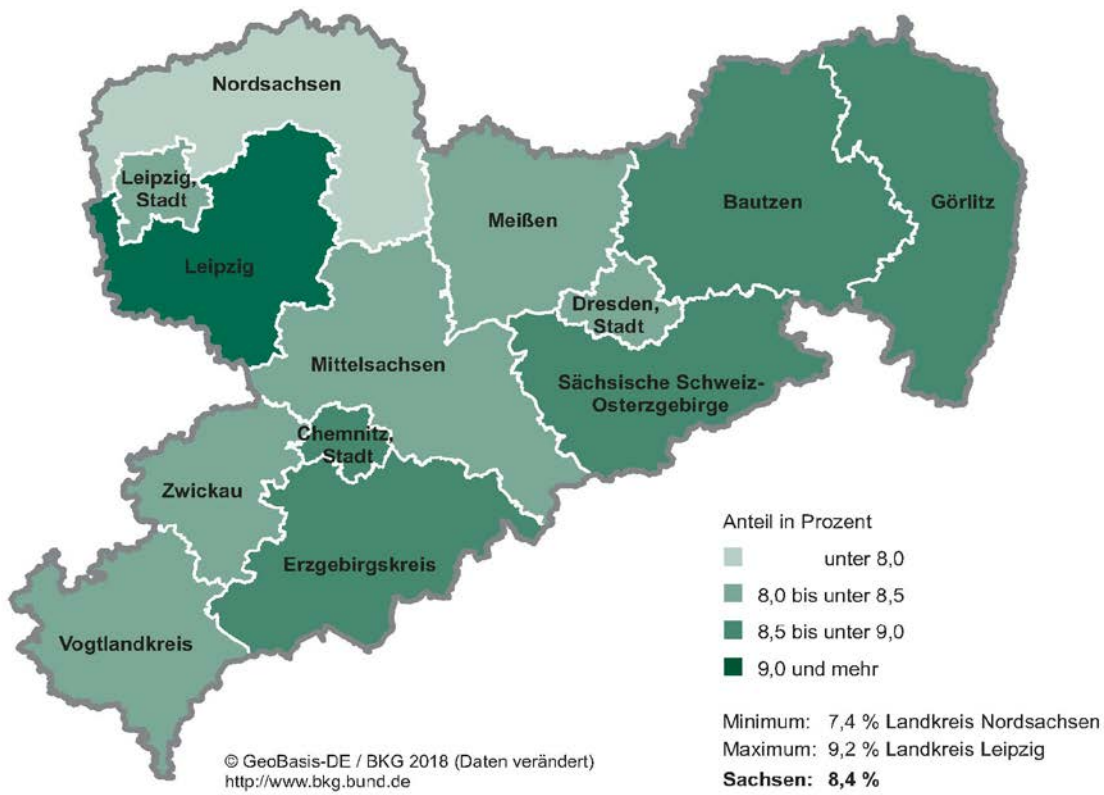 Nordsachsen
Leipzig,
Stadt
Leipzig
Meißen
Bautzen
Görlitz
Dresden,
Stadt
Mittelsachsen
Sächsische Schweiz-
Osterzgebirge
Chemnitz,
Stadt
Zwickau
Erzgebirgskreis
Vogtlandkreis
Anteil in Prozent
unter 8,0
8,0 bis unter 8,5
8,5 bis unter 9,0
9,0 und mehr
Minimum: 7,4 % Landkreis Nordsachsen
Maximum: 9,2 % Landkreis Leipzig
Sachsen: 8,4 %
© GeoBasis-DE / BKG 2018 (Daten verändert)
http://www.bkg.bund.de